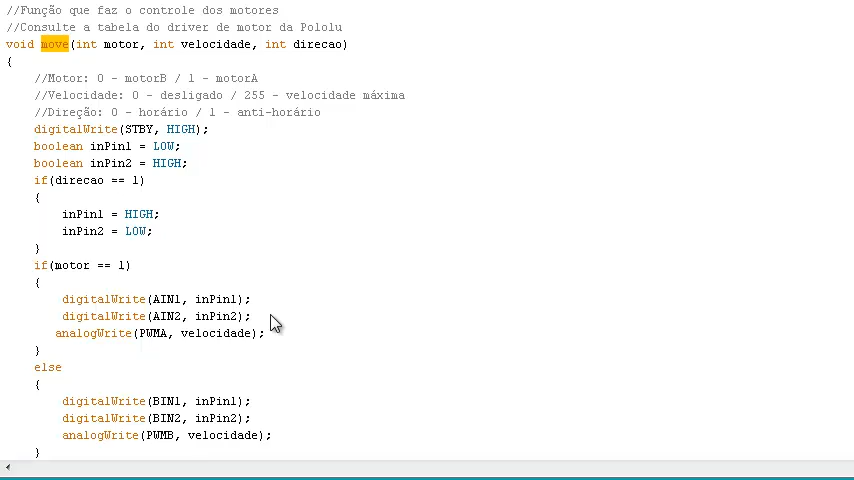 //Função que faz o controle dos motores
//Consulte a tabela do driver de motor da Pololu
void move(int motor, int velocidade, int direcao)
{
//Motor: 0 - motorB / 1 - motorA
//Velocidade: 0 - desligado / 255 - velocidade máxima
//Direção: 0 - horário / 1 - anti-horário
digitalWrite(STBY, HIGH);
boolean inPin1 = LOW;
boolean inPin2 = HIGH;
if(direcao == 1)
{
inPin1 = HIGH;
inPin2 = LOW;
}
if(motor == 1)
{
digitalWrite(AIN1, inPin1);
digitalWrite(AIN2, inPin2);
analogWrite(PWMA, velocidade);
}
else
{
digitalWrite(BIN1, inPin1);
digitalWrite(BIN2, inPin2);
analogWrite(PWMB, velocidade);
}